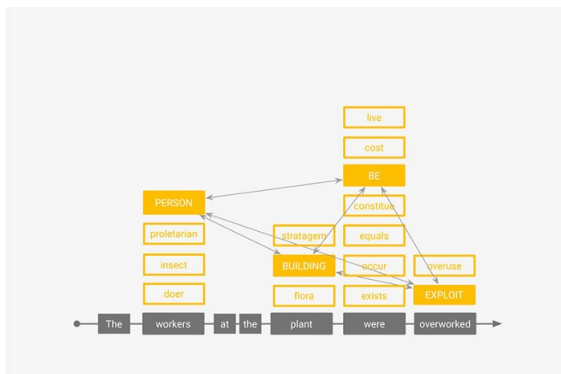 live
cost
BE
PERSON
constitue
proletarian
stratagem
equals
insect
BUILDING
occur
overuse
doer
flora
exists
EXPLOIT
The workers at the plant were overworked